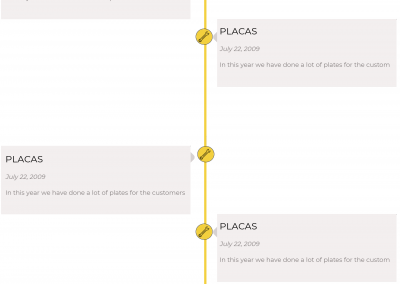 PLACAS
July 22, 2009
In this year we have done a lot of plates for the custom
PLACAS
July 22, 2009
In this year we have done a lot of plates for the customers
PLACAS
July 22, 2009
In this year we have done a lot of plates for the custom